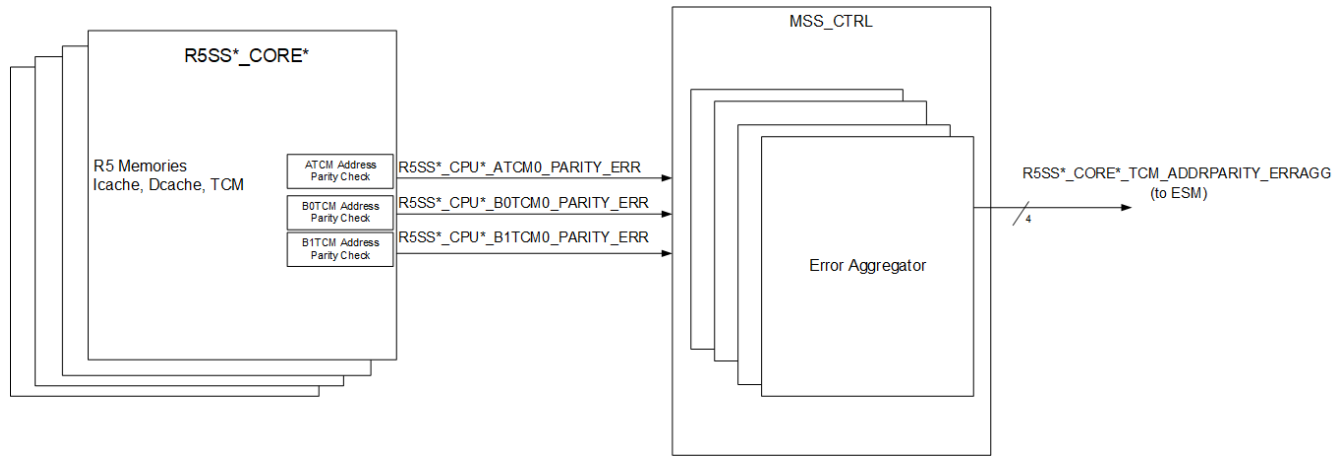 R5SS*_CORE*
R5 Memories
Icache, Dcache, TCM
ATCM Address
Parity Check
B0TCM Address
Parity Check
B1TCM Address
Parity Check
R5SS*_CPU*_ATCM0_PARITY_ERR
R5SS*_CPU*_B0TCM0_PARITY_ERR
R5SS*_CPU*_B1TCM0_PARITY_ERR
MSS_CTRL
Error Aggregator
R5SS*_CORE*_TCM_ADDRPARITY_ERRAGG
(to ESM)
4